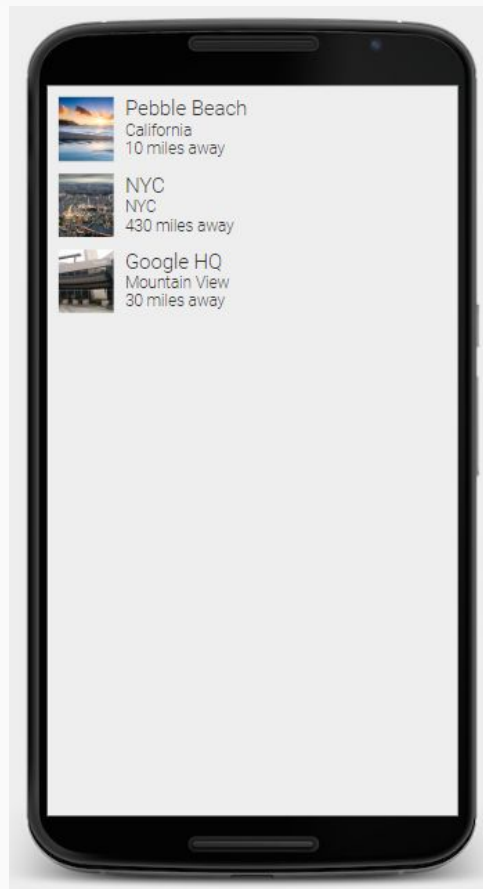 Pebble Beach
California
10 miles away
NYC
NYC
430 miles away
Google HQ
Mountain View
30 miles away